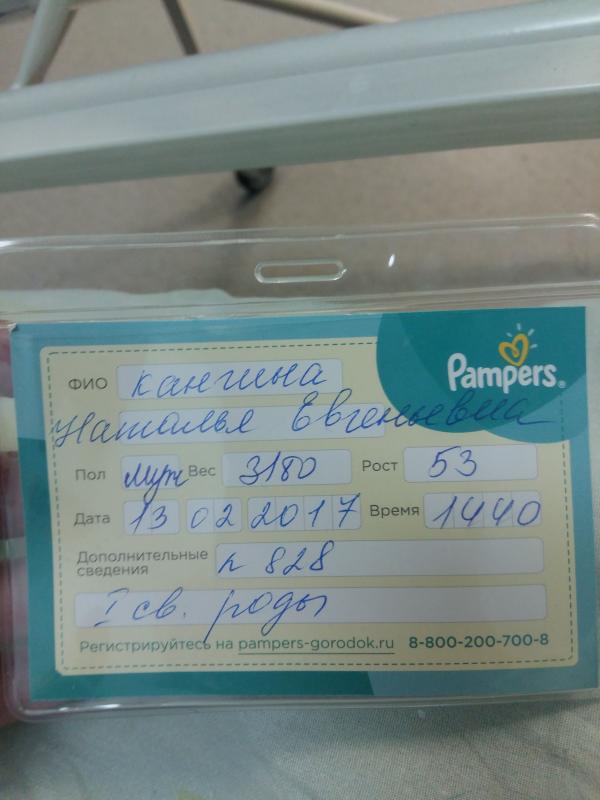 Pampers®
ФИО Кангина
Наталья Евгеньевна
Пол муж Вес 3180 Рост 53
Дата 13 02 2017 Время 1440
Дополнительные сведения п 828
I св. роды
Регистрируйтесь на pampers-gorodok.ru 8-800-200-700-8